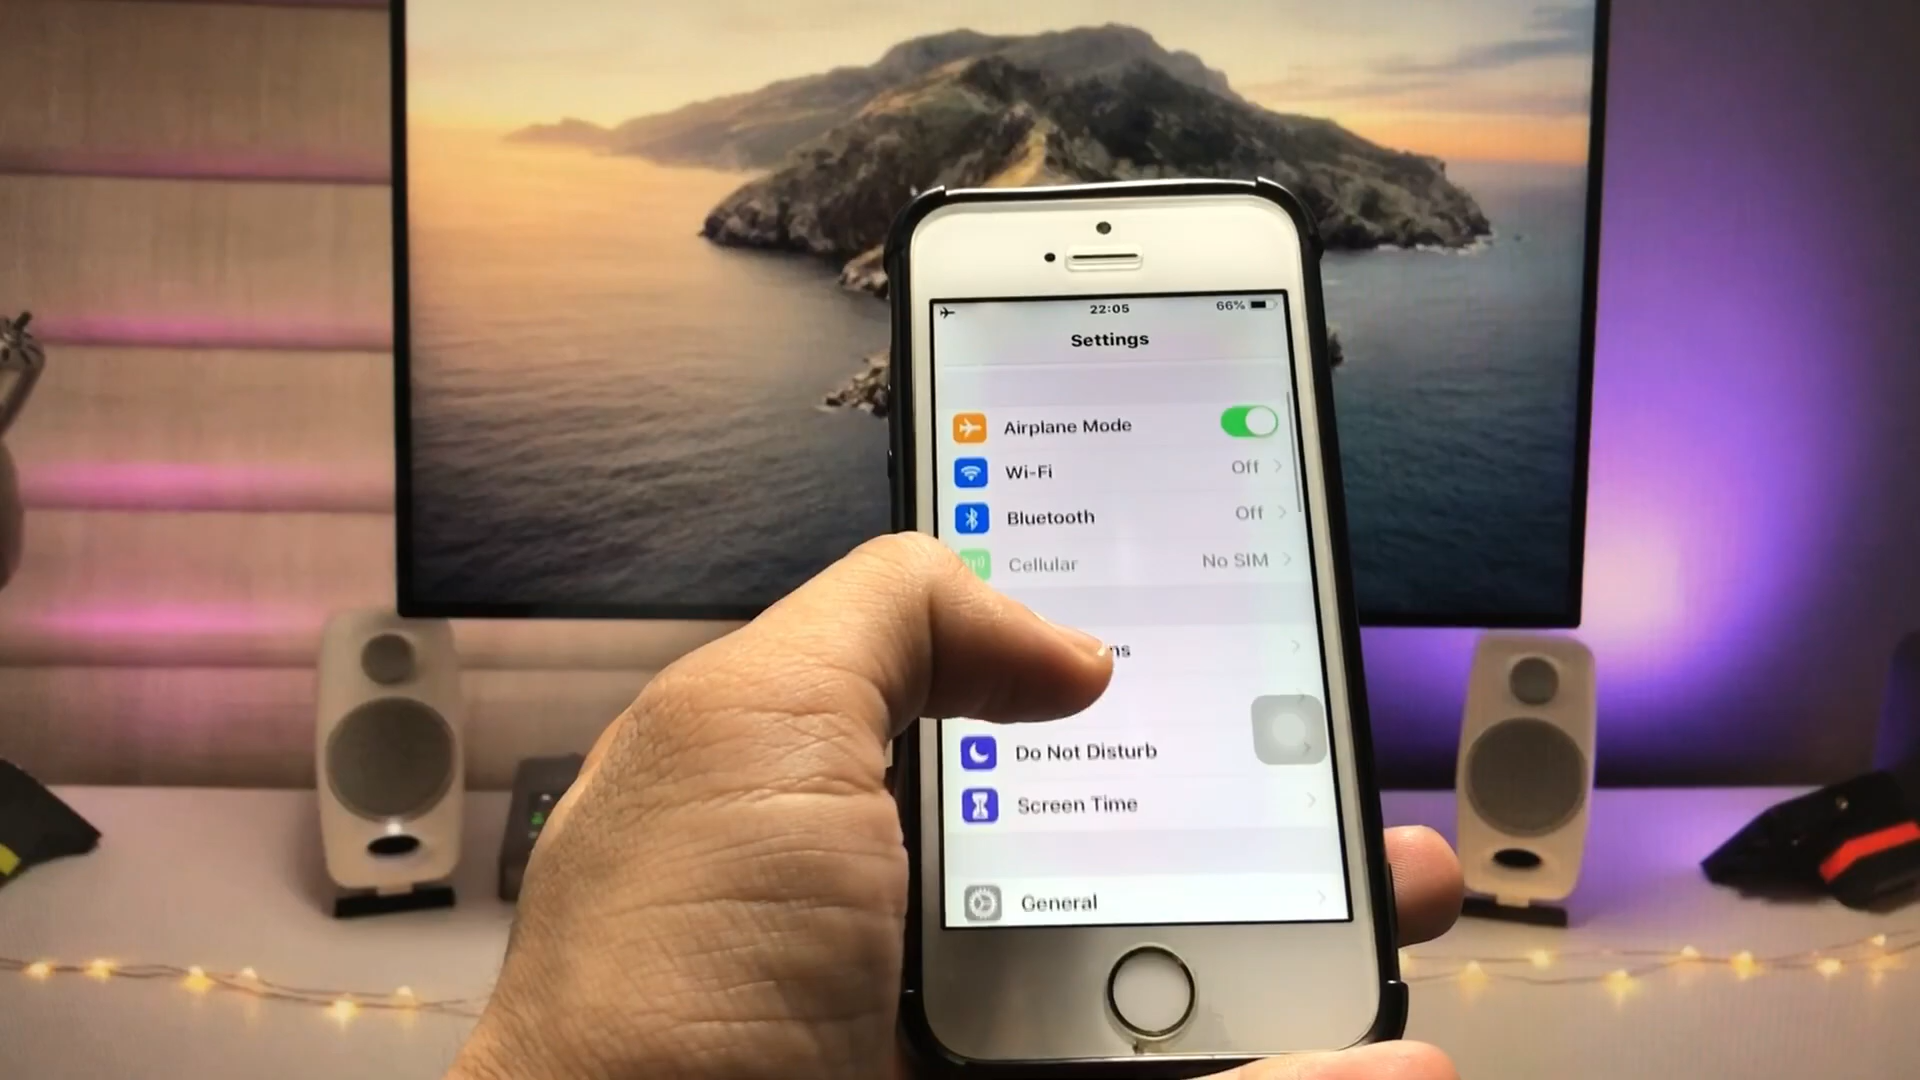 22:05
66%
Settings
Airplane Mode
Wi-Fi
Off
Bluetooth
Off
Cellular
No SIM
Do Not Disturb
Screen Time
General